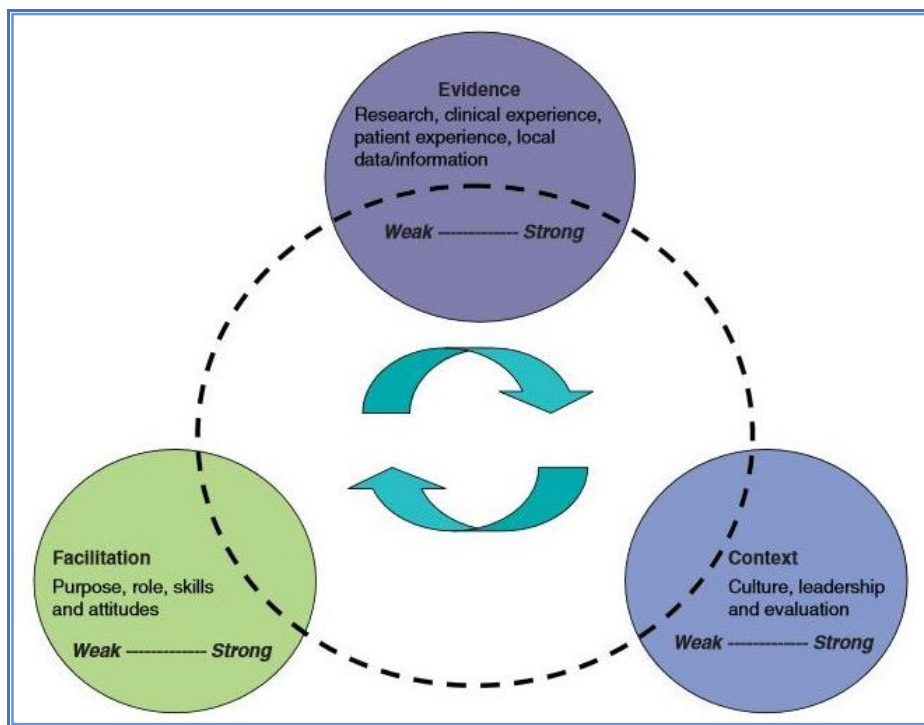 Evidence
Research, clinical experience,
patient experience, local
data/information
Weak ------------- Strong
Facilitation
Purpose, role, skills
and attitudes
Weak ------------- Strong
Context
Culture, leadership
and evaluation
Weak ------------- Strong